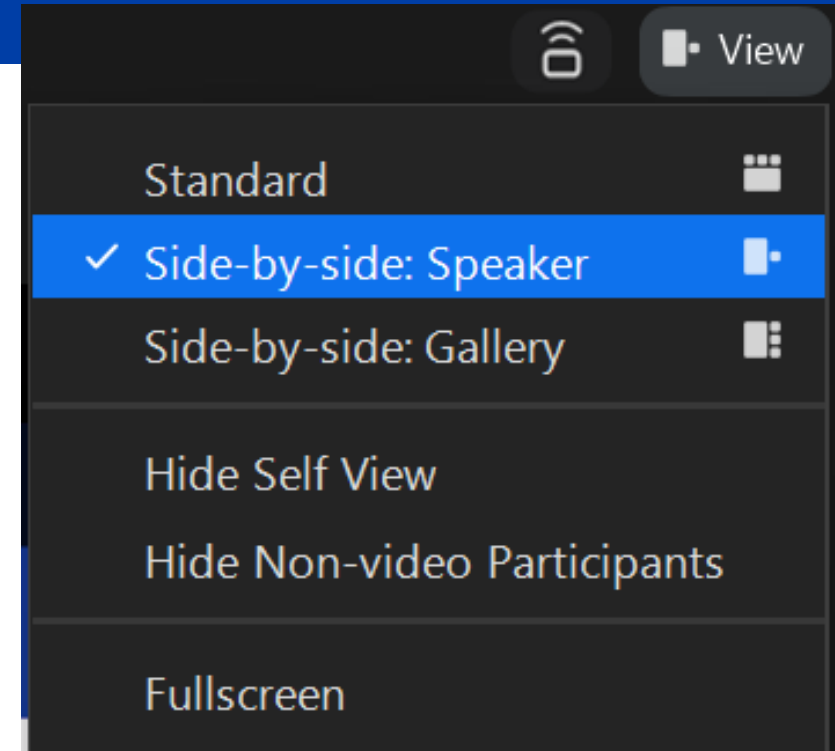 View
Standard
Side-by-side: Speaker
Side-by-side: Gallery
Hide Self View
Hide Non-video Participants
Fullscreen